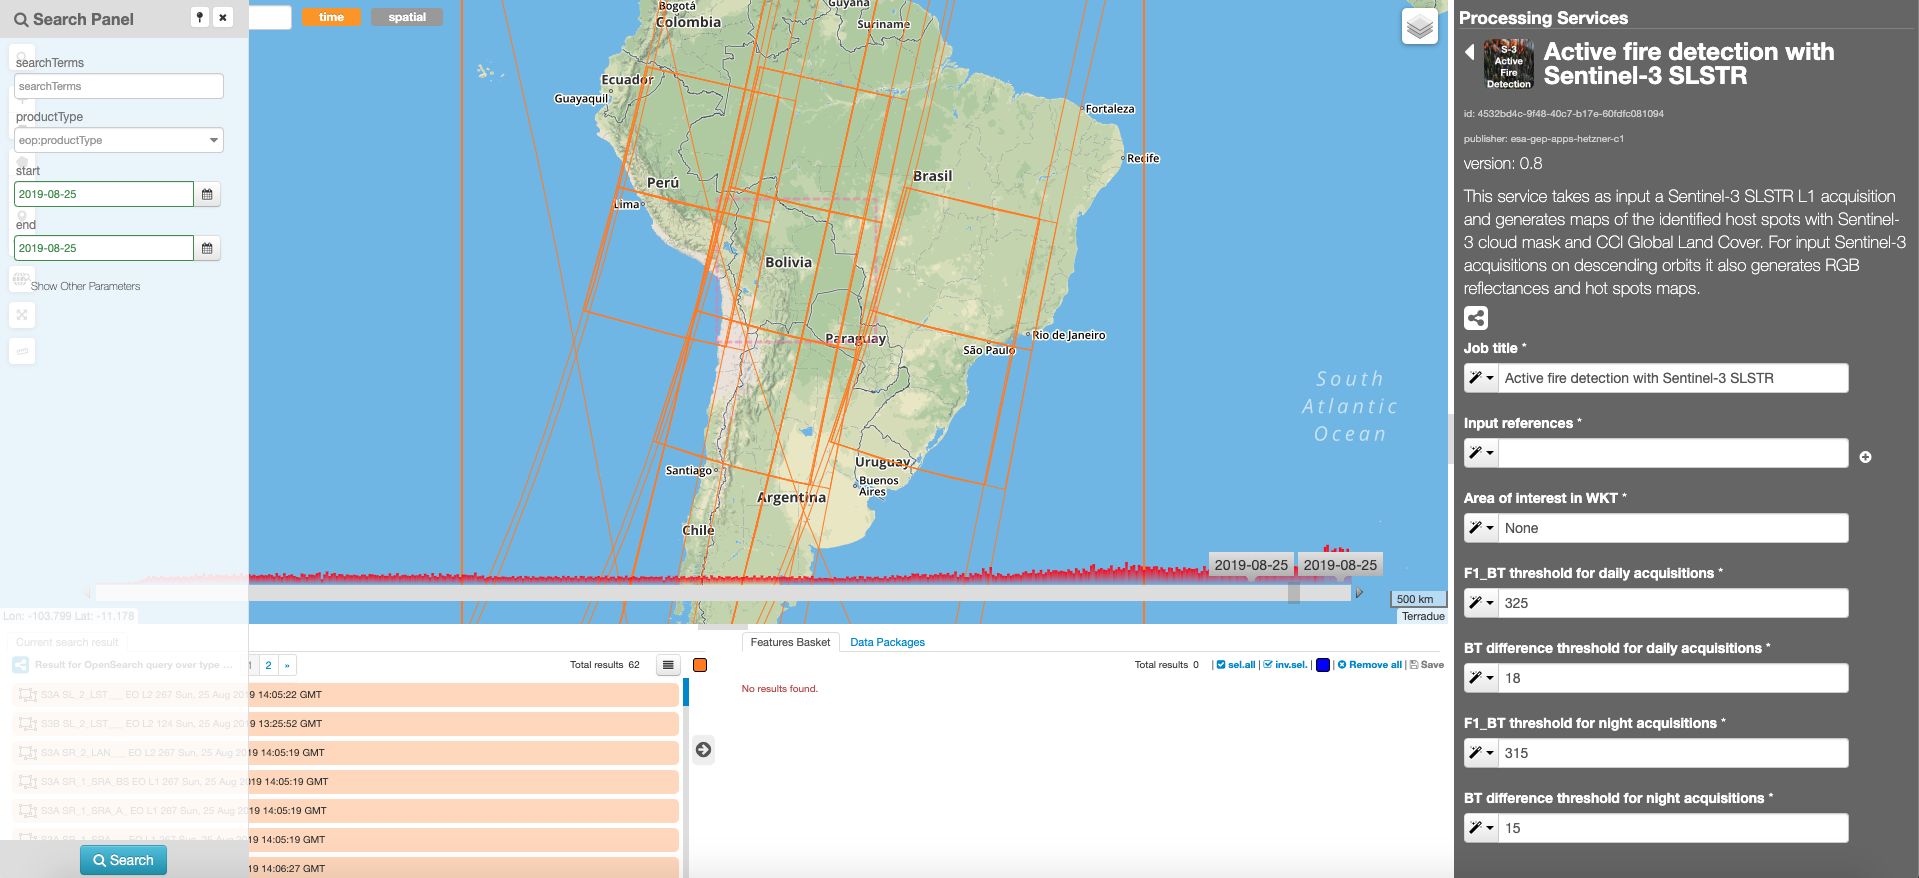 Search Panel
searchTerms
searchTerms
productType
eop:productType
start
2019-08-25
end
2019-08-25
Show Other Parameters
Search
time
spatial
Bogotá
Colombia
Guyana
Suriname
Ecuador
Guayaquil
Fortaleza
Recife
Perú
Brasil
Lima
Bolivia
Paraguay
Rio de Janeiro
São Paulo
South
Atlantic
Ocean
Santiago
Uruguay
Buenos
Aires
Argentina
Chile
2019-08-25
2019-08-25
500 km
Terradue
Lon: -103.799 Lat: -11.178
Current search result
Result for OpenSearch query over type ...
1
2
»
Total results 62
S3A SL_2_LST___ EO L2 267 Sun, 25 Aug 2019 14:05:22 GMT
S3B SL_2_LST___ EO L2 124 Sun, 25 Aug 2019 13:25:52 GMT
S3A SR_2_LAN___ EO L2 267 Sun, 25 Aug 2019 14:05:19 GMT
S3A SR_1_SRA_BS EO L1 267 Sun, 25 Aug 2019 14:05:19 GMT
S3A SR_1_SRA_A_ EO L1 267 Sun, 25 Aug 2019 14:05:19 GMT
S3A SR_1_SRA___ EO L1 267 Sun, 25 Aug 2019 14:05:19 GMT
19 14:06:27 GMT
Features Basket
Data Packages
Total results 0 | sel.all | inv.sel. | | Remove all | Save
No results found.
Processing Services
S-3
Active
Fire
Detection
Active fire detection with
Sentinel-3 SLSTR
id: 4532bd4c-9f48-40c7-b17e-60fdfc081094
publisher: esa-gep-apps-hetzner-c1
version: 0.8
This service takes as input a Sentinel-3 SLSTR L1 acquisition
and generates maps of the identified host spots with Sentinel-
3 cloud mask and CCI Global Land Cover. For input Sentinel-3
acquisitions on descending orbits it also generates RGB
reflectances and hot spots maps.
Job title *
Active fire detection with Sentinel-3 SLSTR
Input references *
Area of interest in WKT *
None
F1_BT threshold for daily acquisitions *
325
BT difference threshold for daily acquisitions *
18
F1_BT threshold for night acquisitions *
315
BT difference threshold for night acquisitions *
15